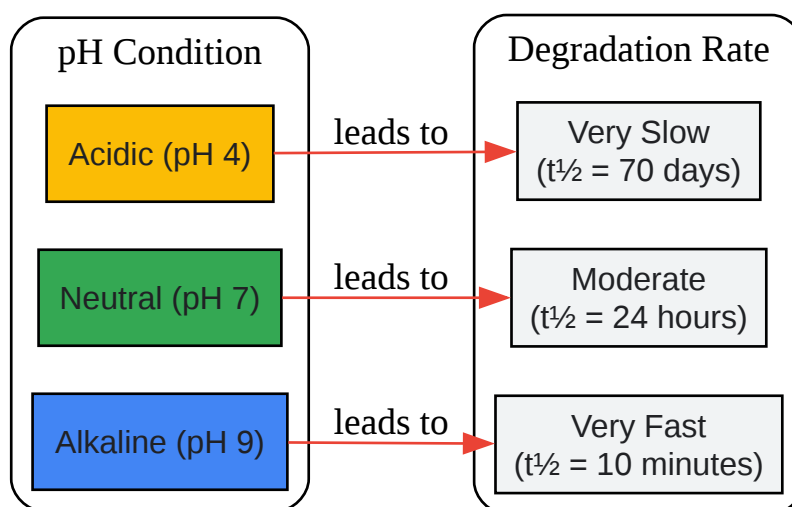 pH Condition
Degradation Rate
Acidic (pH 4)
leads to
Very Slow
(t½ = 70 days)
Neutral (pH 7)
leads to
Moderate
(t½ = 24 hours)
Alkaline (pH 9)
leads to
Very Fast
(t½ = 10 minutes)